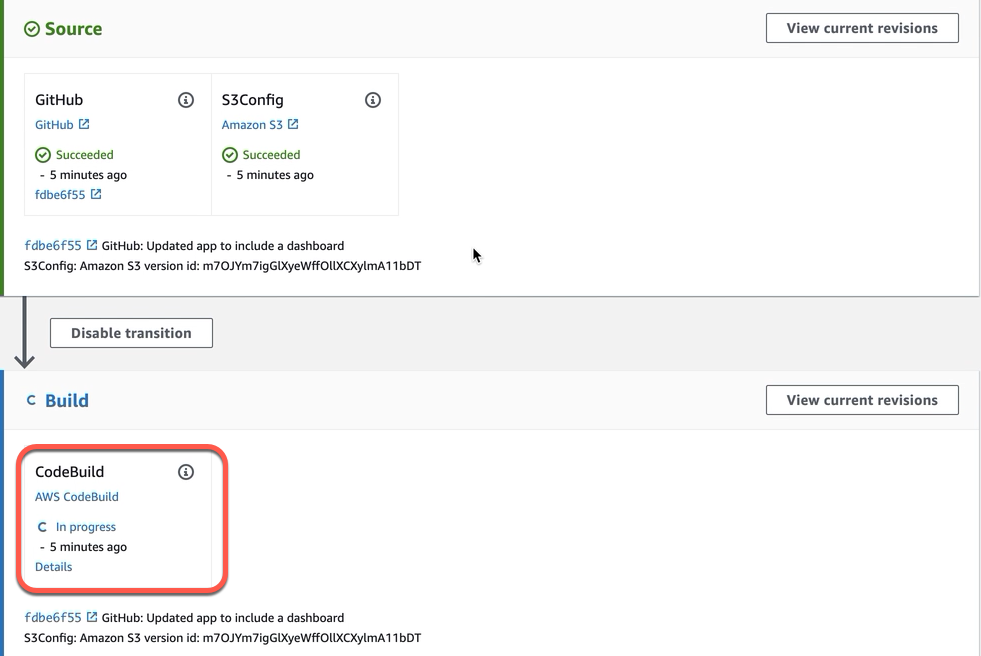 Source
View current revisions
GitHub
GitHub
Succeeded
- 5 minutes ago
fdbe6f55
S3Config
Amazon S3
Succeeded
- 5 minutes ago
fdbe6f55 GitHub: Updated app to include a dashboard
S3Config: Amazon S3 version id: m7OJYm7igGlXyeWffOllXCXylmA11bDT
Disable transition
Build
View current revisions
CodeBuild
AWS CodeBuild
In progress
- 5 minutes ago
Details
fdbe6f55 GitHub: Updated app to include a dashboard
S3Config: Amazon S3 version id: m7OJYm7igGlXyeWffOllXCXylmA11bDT